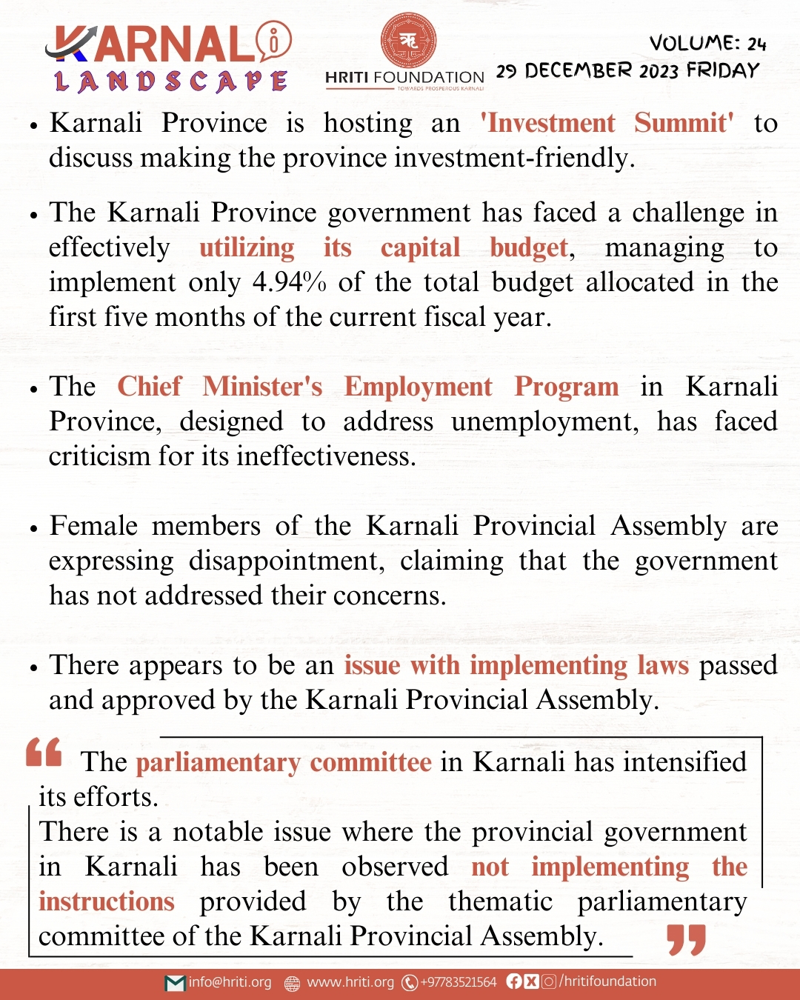 KARNALI
LANDSCAPE
ऋ
HRITI FOUNDATION
TOWARDS PROSPEROUS KARNALI
VOLUME: 24
29 DECEMBER 2023 FRIDAY
• Karnali Province is hosting an 'Investment Summit' to
discuss making the province investment-friendly.
• The Karnali Province government has faced a challenge in
effectively utilizing its capital budget, managing to
implement only 4.94% of the total budget allocated in the
first five months of the current fiscal year.
• The Chief Minister's Employment Program in Karnali
Province, designed to address unemployment, has faced
criticism for its ineffectiveness.
• Female members of the Karnali Provincial Assembly are
expressing disappointment, claiming that the government
has not addressed their concerns.
• There appears to be an issue with implementing laws passed
and approved by the Karnali Provincial Assembly.
“ The parliamentary committee in Karnali has intensified
its efforts.
There is a notable issue where the provincial government
in Karnali has been observed not implementing the
instructions provided by the thematic parliamentary
committee of the Karnali Provincial Assembly. ”
info@hriti.org www.hriti.org +97783521564 /hritifoundation